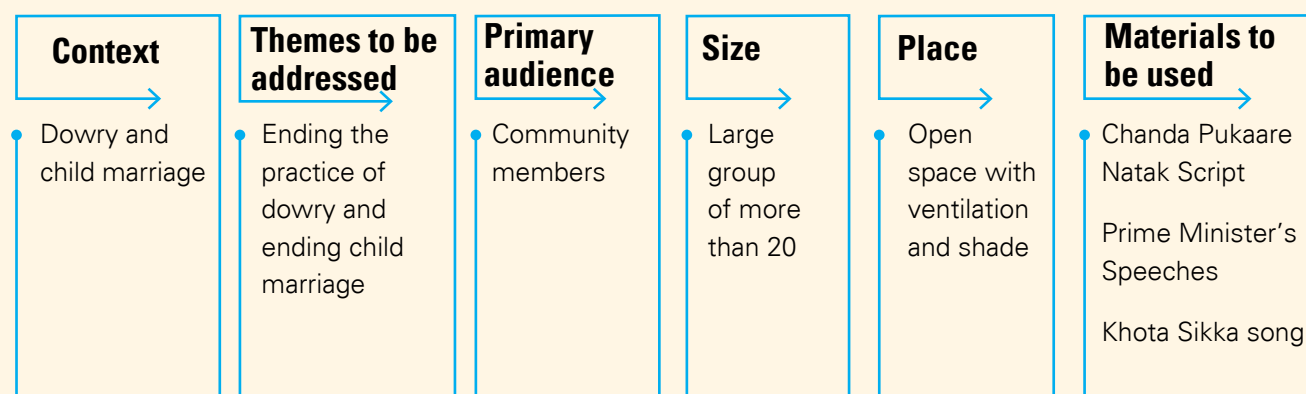 Context
Dowry and
child marriage
Themes to be
addressed
Ending the
practice of
dowry and
ending child
marriage
Primary
audience
Community
members
Size
Large
group
of more
than 20
Place
Open
space with
ventilation
and shade
Materials to
be used
Chanda Pukaare
Natak Script
Prime Minister’s
Speeches
Khota Sikka song